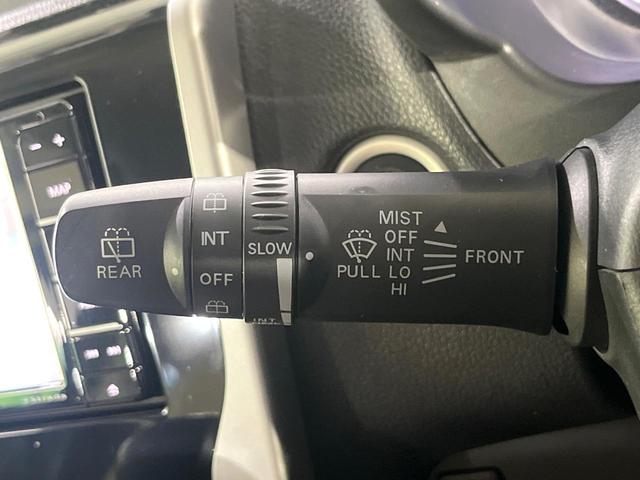 MAP
REAR
INT
OFF
SLOW
MIST
OFF
INT
LO
HI
PULL
FRONT